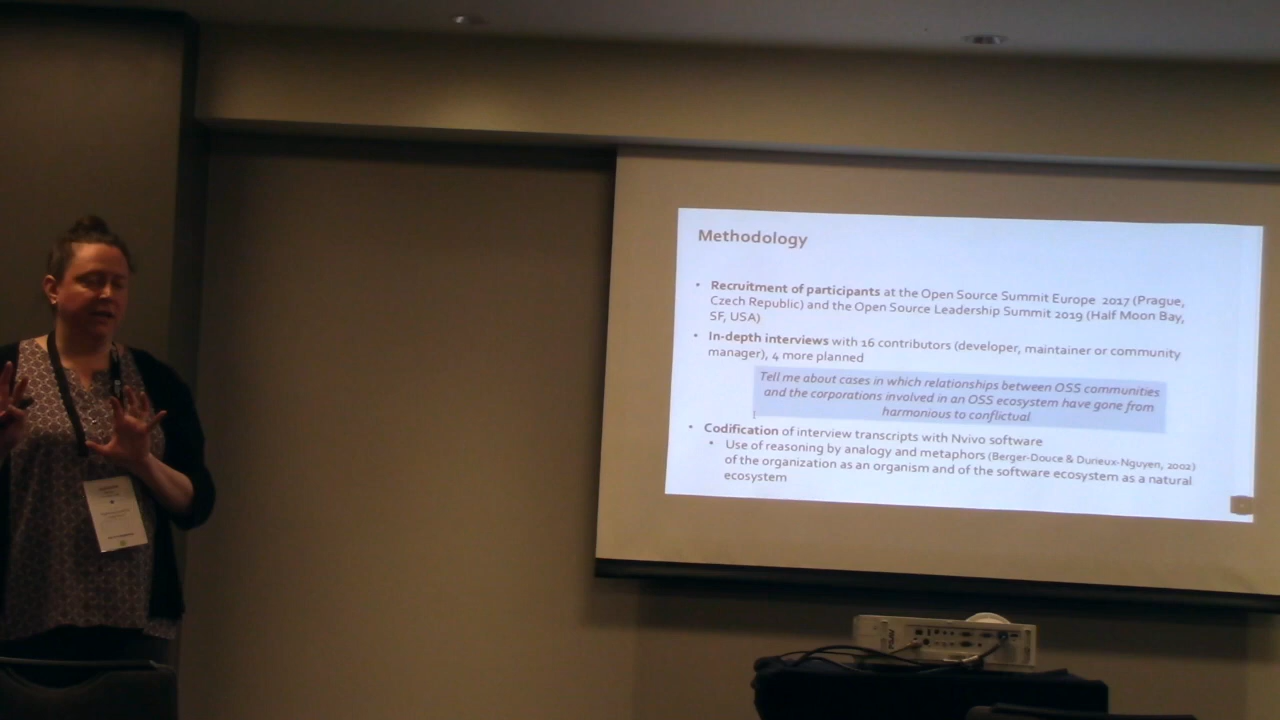 Methodology
• Recruitment of participants at the Open Source Summit Europe 2017 (Prague,
Czech Republic) and the Open Source Leadership Summit 2019 (Half Moon Bay,
SF, USA)
• In-depth interviews with 16 contributors (developer, maintainer or community
manager), 4 more planned
Tell me about cases in which relationships between OSS communities
and the corporations involved in an OSS ecosystem have gone from
harmonious to conflictual
• Codification of interview transcripts with Nvivo software
• Use of reasoning by analogy and metaphors (Berger-Douce & Durieux-Nguyen, 2002)
of the organization as an organism and of the software ecosystem as a natural
ecosystem